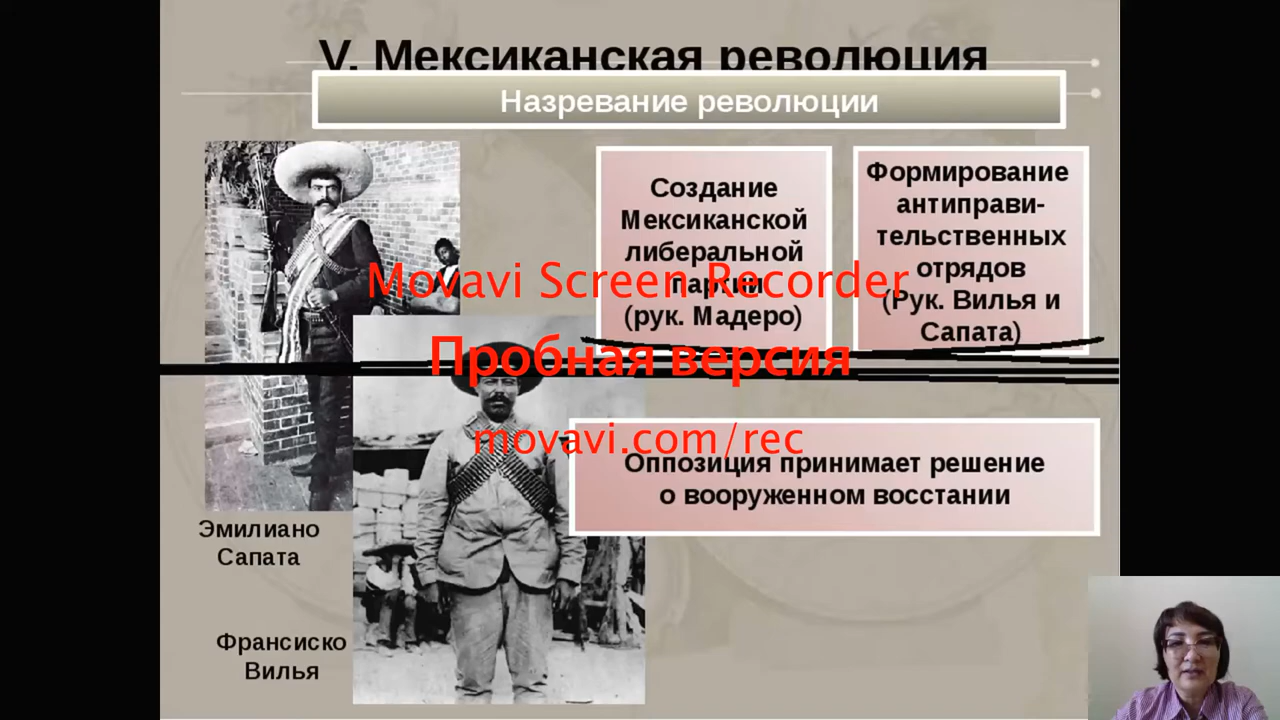 V. Мексиканская революция
Назревание революции
Создание
Мексиканской
либеральной
партии
(рук. Мадеро)
Формирование
антиправи-
тельственных
отрядов
(Рук. Вилья и
Сапата)
Movavi Screen Recorder
Пробная версия
movavi.com/rec
Оппозиция принимает решение
о вооруженном восстании
Эмилиано
Сапата
Франсиско
Вилья